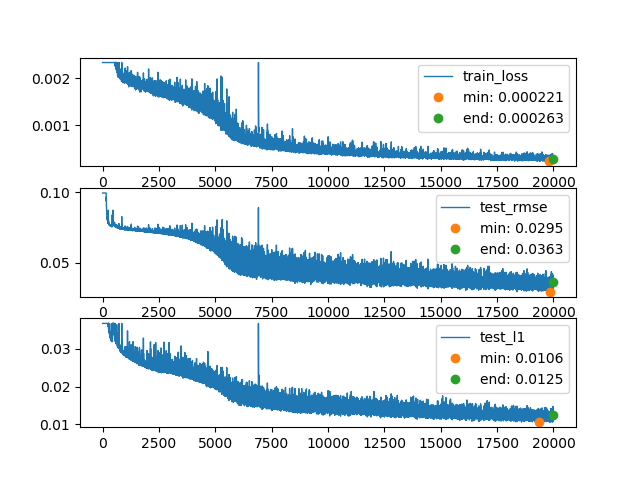 0.002
0.001
train_loss
min: 0.000221
end: 0.000263
0 2500 5000 7500 10000 12500 15000 17500 20000
0.10
0.05
test_rmse
min: 0.0295
end: 0.0363
0 2500 5000 7500 10000 12500 15000 17500 20000
0.03
0.02
0.01
test_l1
min: 0.0106
end: 0.0125
0 2500 5000 7500 10000 12500 15000 17500 20000